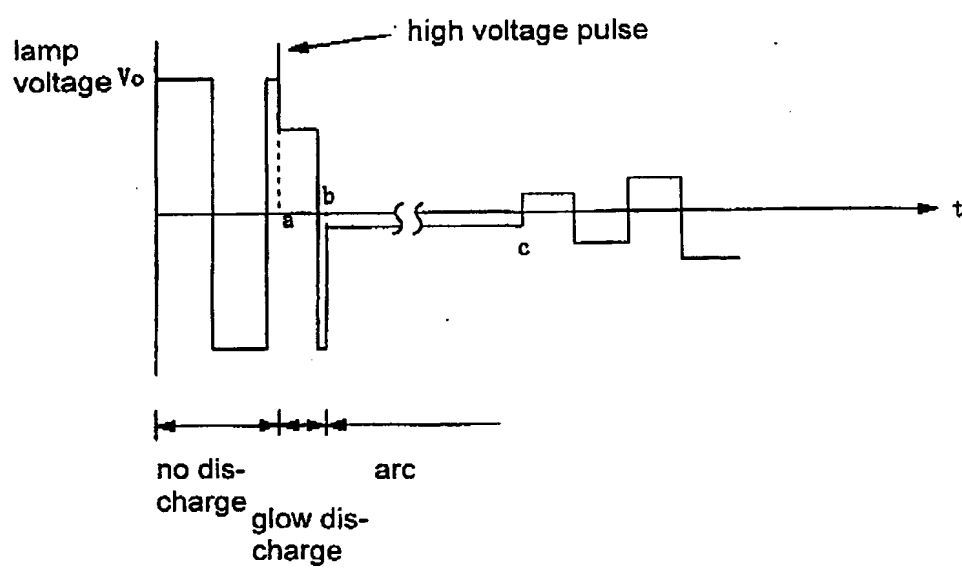 high voltage pulse
lamp
voltage Vo
b
a
t
c
no dis-
charge
arc
glow dis-
charge